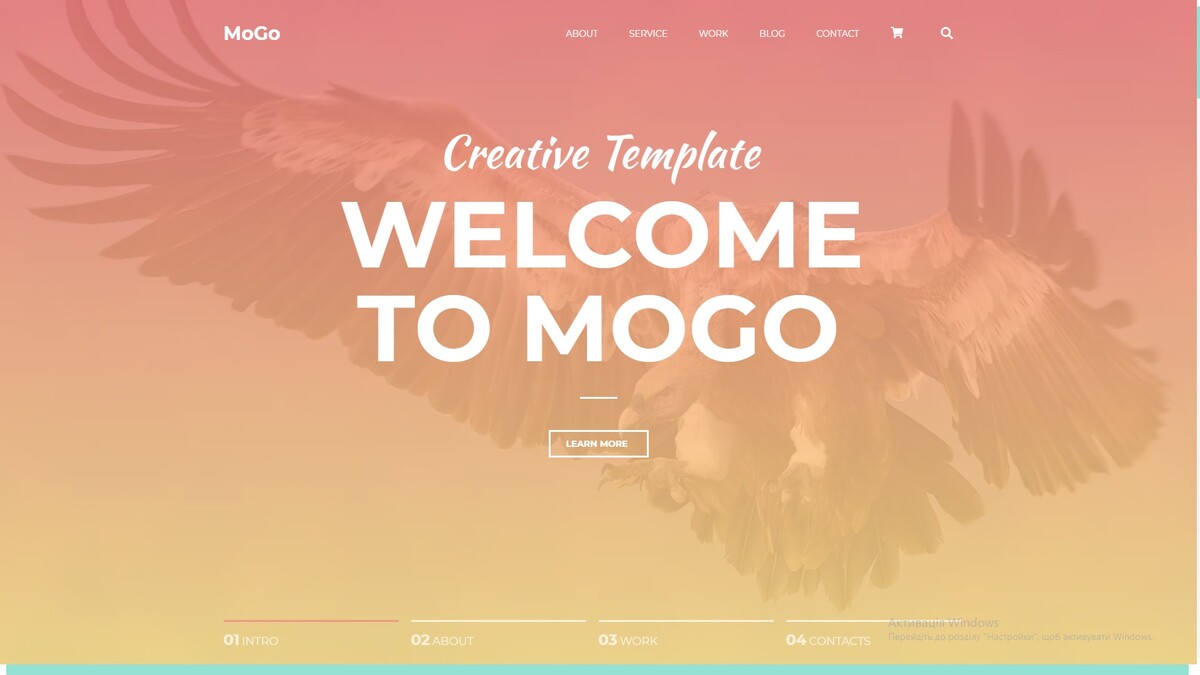 MoGo
ABOUT SERVICE WORK BLOG CONTACT
Creative Template
WELCOME
TO MOGO
LEARN MORE
01 INTRO
02 ABOUT
03 WORK
04 CONTACTS
Активація Windows
Перейдіть до розділу "Настройки", щоб активувати Windows.